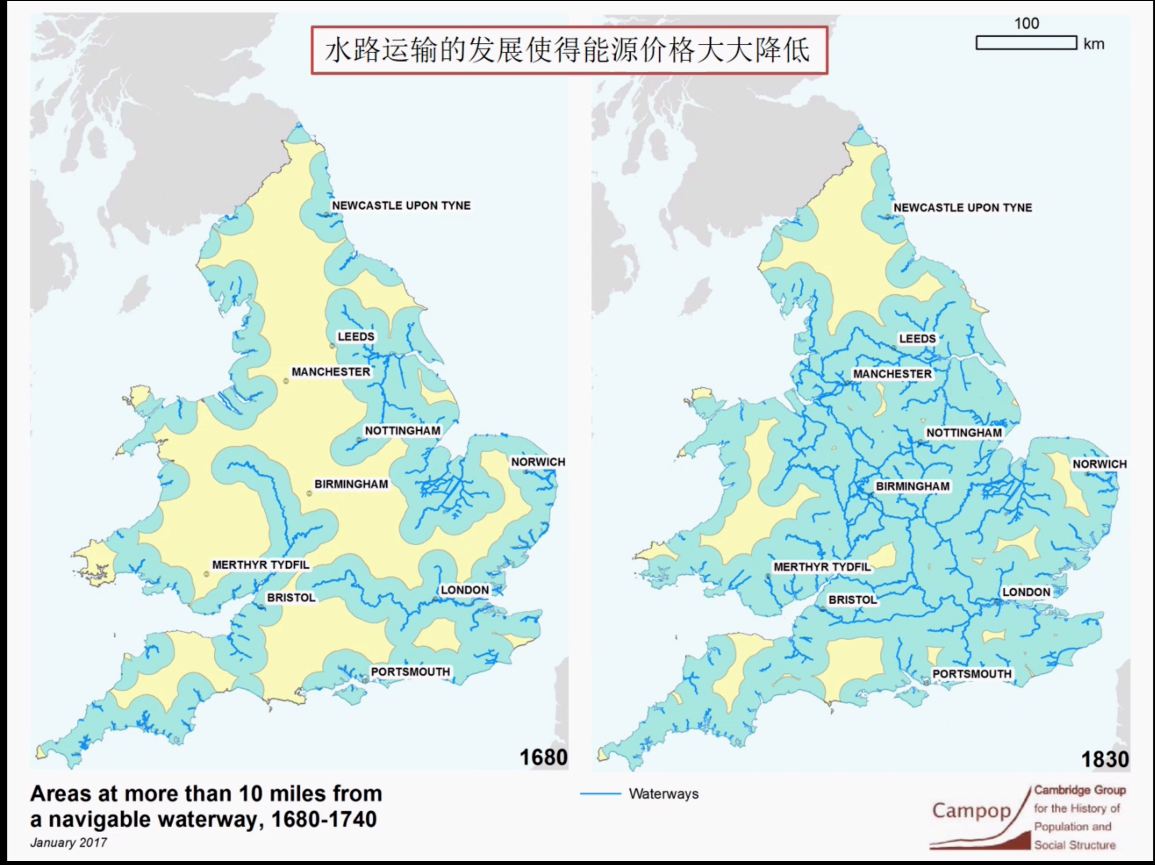 水路运输的发展使得能源价格大大降低
100
km
NEWCASTLE UPON TYNE
LEEDS
MANCHESTER
NOTTINGHAM
NORWICH
BIRMINGHAM
MERTHYR TYDFIL
LONDON
BRISTOL
PORTSMOUTH
1680
NEWCASTLE UPON TYNE
LEEDS
MANCHESTER
NOTTINGHAM
NORWICH
BIRMINGHAM
MERTHYR TYDFIL
LONDON
BRISTOL
PORTSMOUTH
1830
Areas at more than 10 miles from
a navigable waterway, 1680-1740
January 2017
Waterways
Campop
Cambridge Group
for the History of
Population and
Social Structure